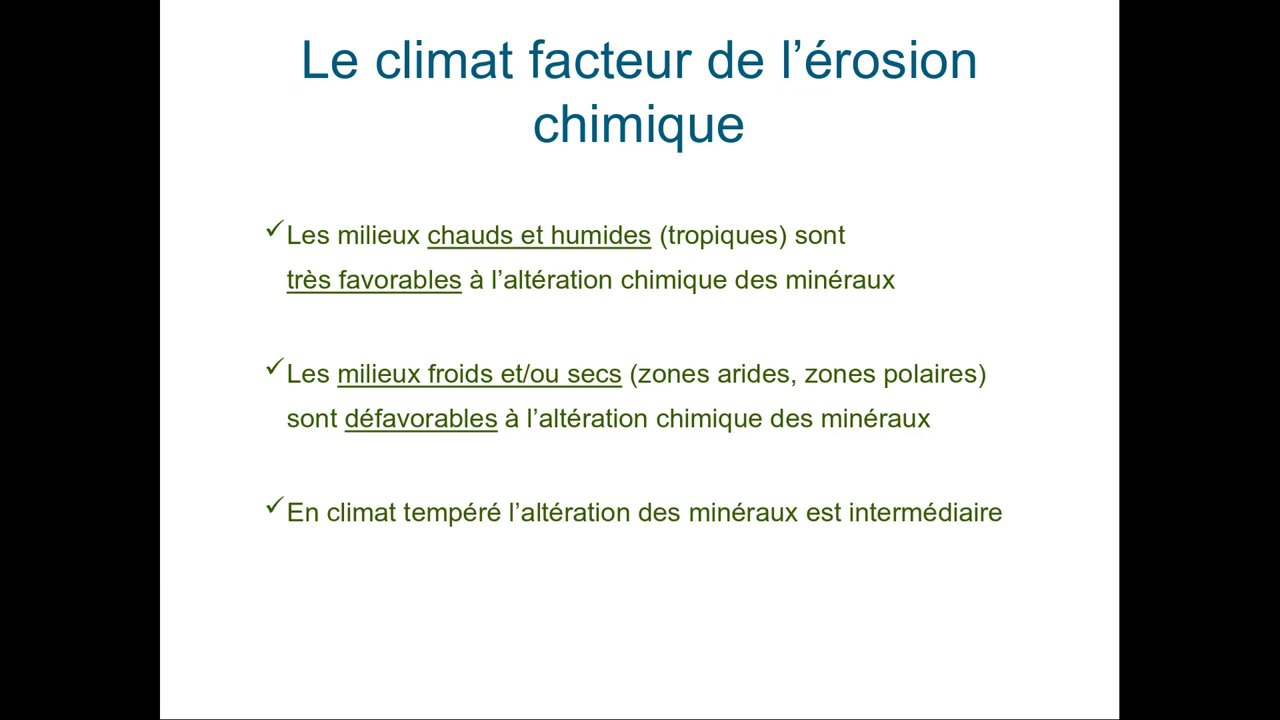 Le climat facteur de l’érosion
chimique
✓Les milieux chauds et humides (tropiques) sont
très favorables à l’altération chimique des minéraux
✓Les milieux froids et/ou secs (zones arides, zones polaires)
sont défavorables à l’altération chimique des minéraux
✓En climat tempéré l’altération des minéraux est intermédiaire